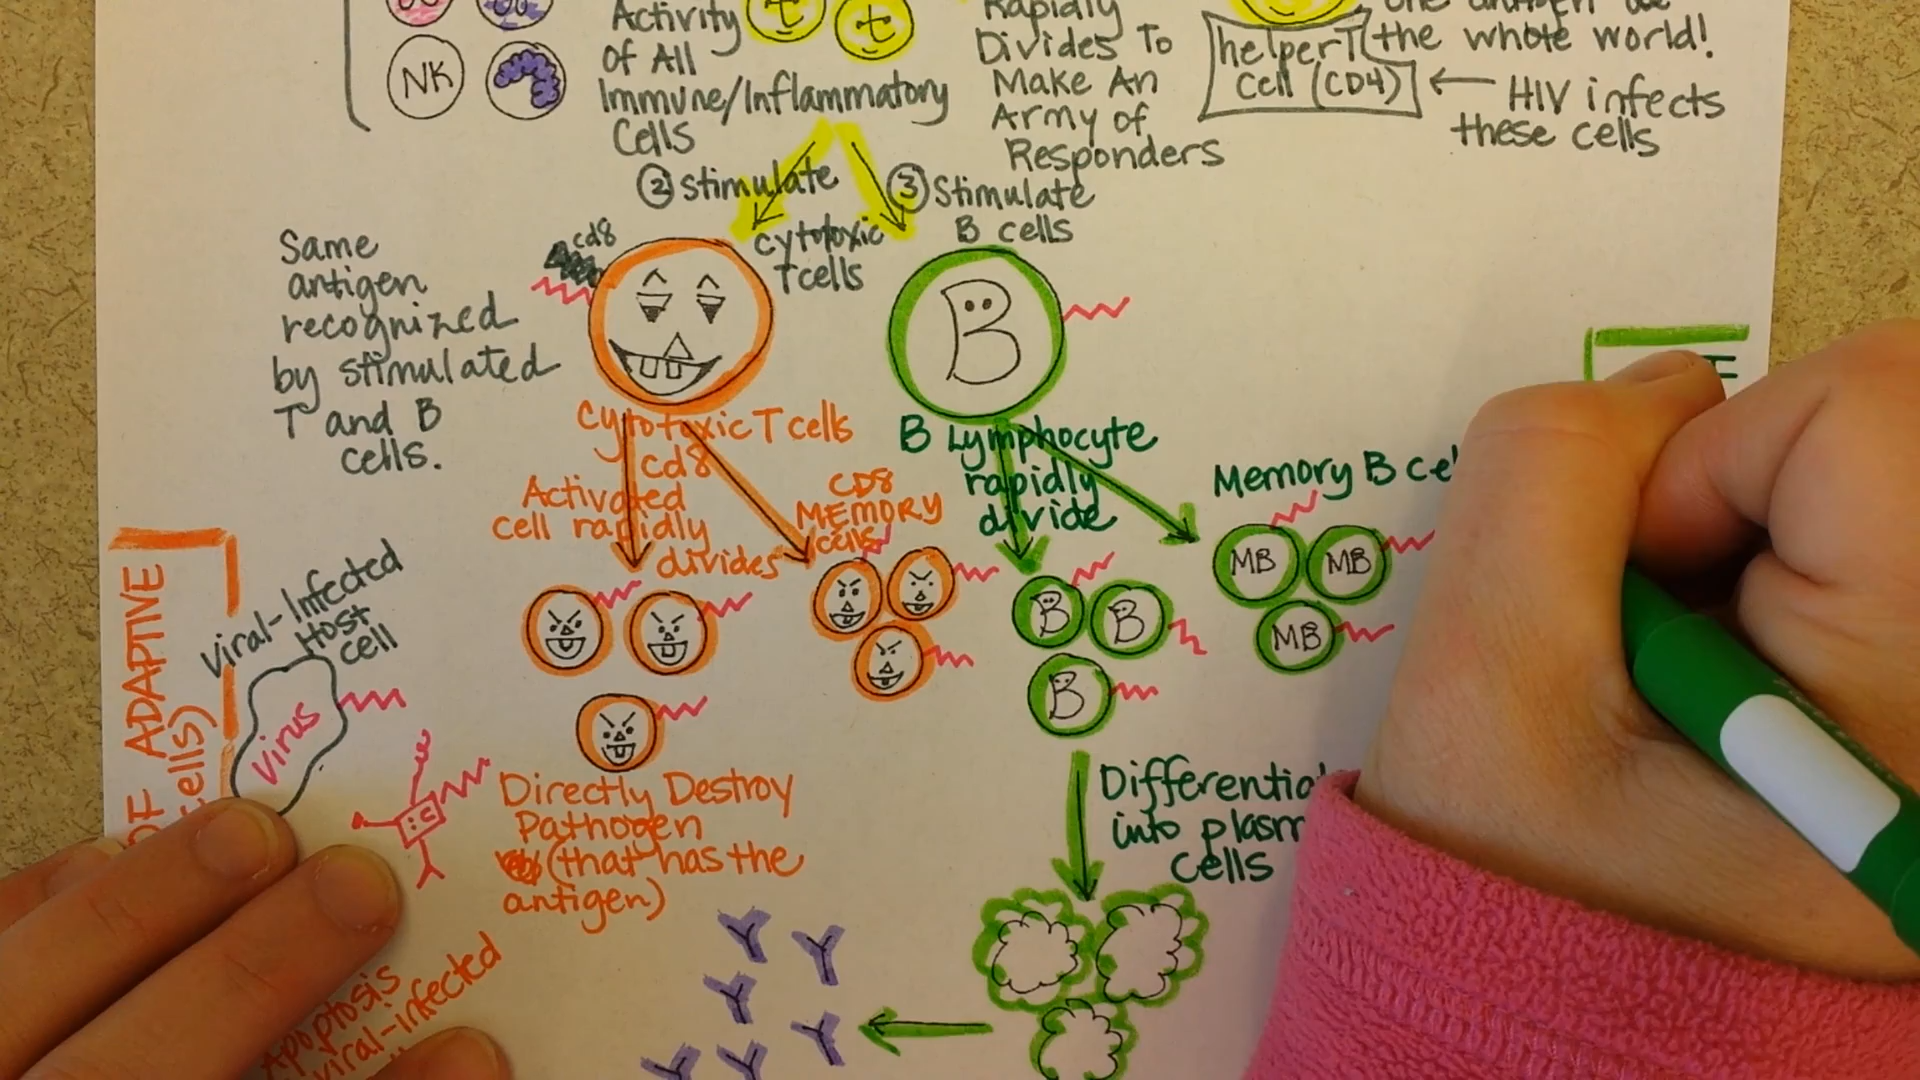 NK
Activity
of All
Immune/Inflammatory
Cells
t
t
Rapidly
Divides To
Make An
Army of
Responders
helper T
Cell (CD4)
the whole world!
← HIV infects
these cells
② stimulate
cytotoxic
T cells
③ Stimulate
B cells
Same
antigen
recognized
by stimulated
T and B
cells.
cd8
B
Cytotoxic T cells
cd8
Activated
cell rapidly
divides
CD8
MEMORY
cells
B Lymphocyte
rapidly
divide
Memory B
MB
MB
MB
B
B
B
OF ADAPTIVE
cells)
Viral-Infected
Host
cell
Virus
Directly Destroy
Pathogen
(that has the
antigen)
into
Cells
Apoptosis
viral-infected